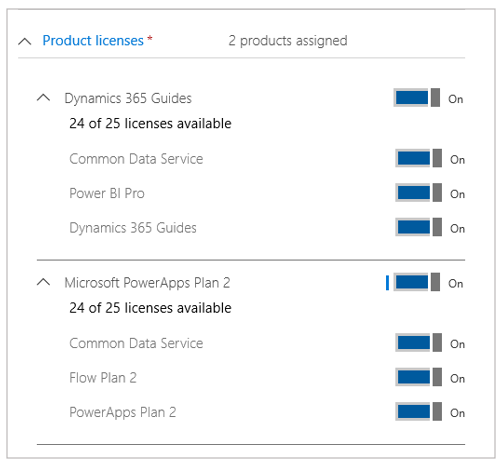 Product licenses * 2 products assigned
Dynamics 365 Guides On
24 of 25 licenses available
Common Data Service On
Power BI Pro On
Dynamics 365 Guides On
Microsoft PowerApps Plan 2 On
24 of 25 licenses available
Common Data Service On
Flow Plan 2 On
PowerApps Plan 2 On